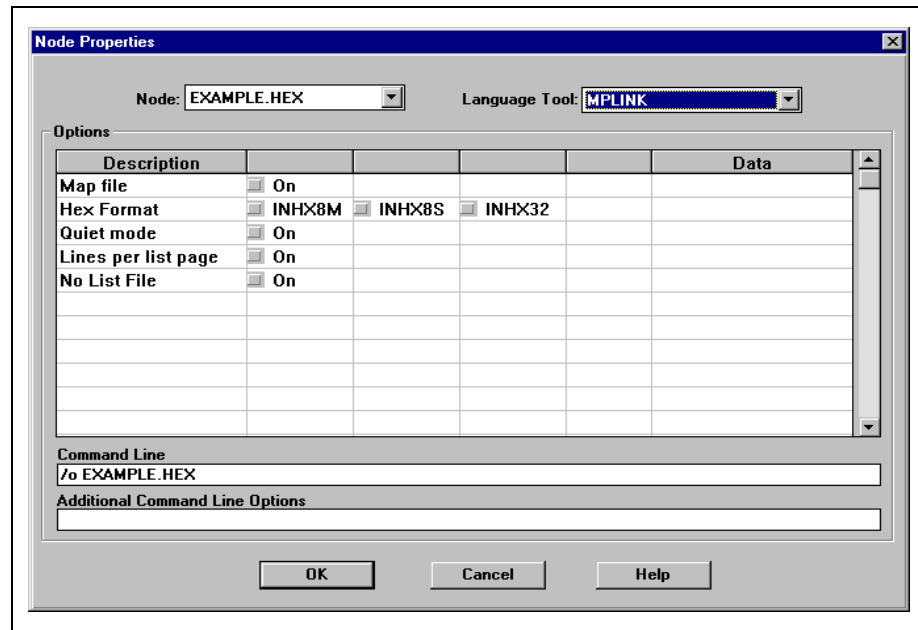 Node Properties
Node: EXAMPLE.HEX Language Tool: MPLINK
Options
Description Data
Map file On
Hex Format INHX8M INHX8S INHX32
Quiet mode On
Lines per list page On
No List File On
Command Line
/o EXAMPLE.HEX
Additional Command Line Options
OK Cancel Help